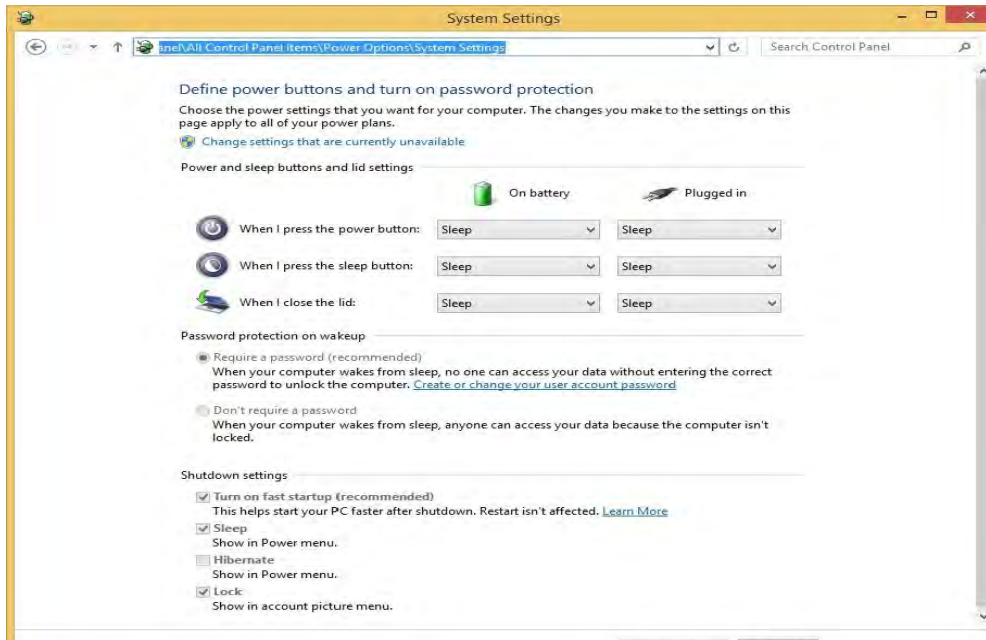 System Settings
anel\All Control Panel Items\Power Options\System Settings
Search Control Panel
Define power buttons and turn on password protection
Choose the power settings that you want for your computer. The changes you make to the settings on this
page apply to all of your power plans.
Change settings that are currently unavailable
Power and sleep buttons and lid settings
On battery
Plugged in
When I press the power button:
Sleep
Sleep
When I press the sleep button:
Sleep
Sleep
When I close the lid:
Sleep
Sleep
Password protection on wakeup
Require a password (recommended)
When your computer wakes from sleep, no one can access your data without entering the correct
password to unlock the computer. Create or change your user account password
Don't require a password
When your computer wakes from sleep, anyone can access your data because the computer isn't
locked.
Shutdown settings
Turn on fast startup (recommended)
This helps start your PC faster after shutdown. Restart isn't affected. Learn More
Sleep
Show in Power menu.
Hibernate
Show in Power menu.
Lock
Show in account picture menu.